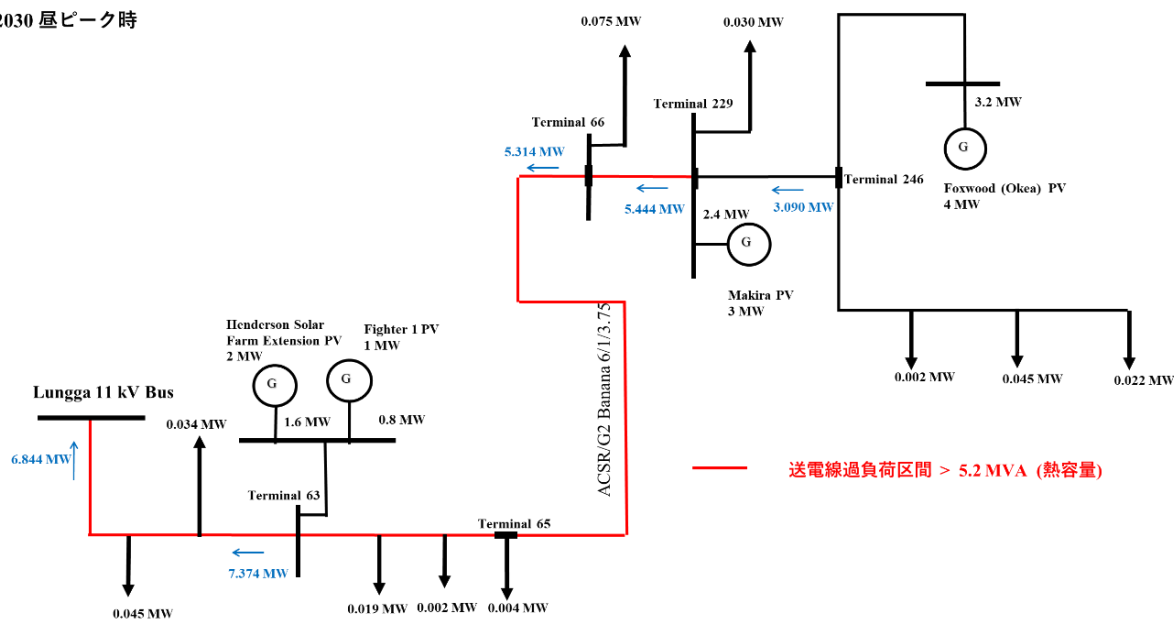 2030 昼ピーク時
0.075 MW
0.030 MW
Terminal 229
3.2 MW
Terminal 66
5.314 MW
G
Terminal 246
5.444 MW
3.090 MW
Foxwood (Okea) PV
4 MW
2.4 MW
G
Makira PV
3 MW
ACSR/G2 Banana 6/1/3.75
Henderson Solar
Farm Extension PV
2 MW
Fighter 1 PV
1 MW
G
G
0.002 MW
0.045 MW
0.022 MW
Lungga 11 kV Bus
0.034 MW
1.6 MW
0.8 MW
6.844 MW
送電線過負荷区間 > 5.2 MVA (熱容量)
Terminal 63
Terminal 65
7.374 MW
0.045 MW
0.019 MW
0.002 MW
0.004 MW